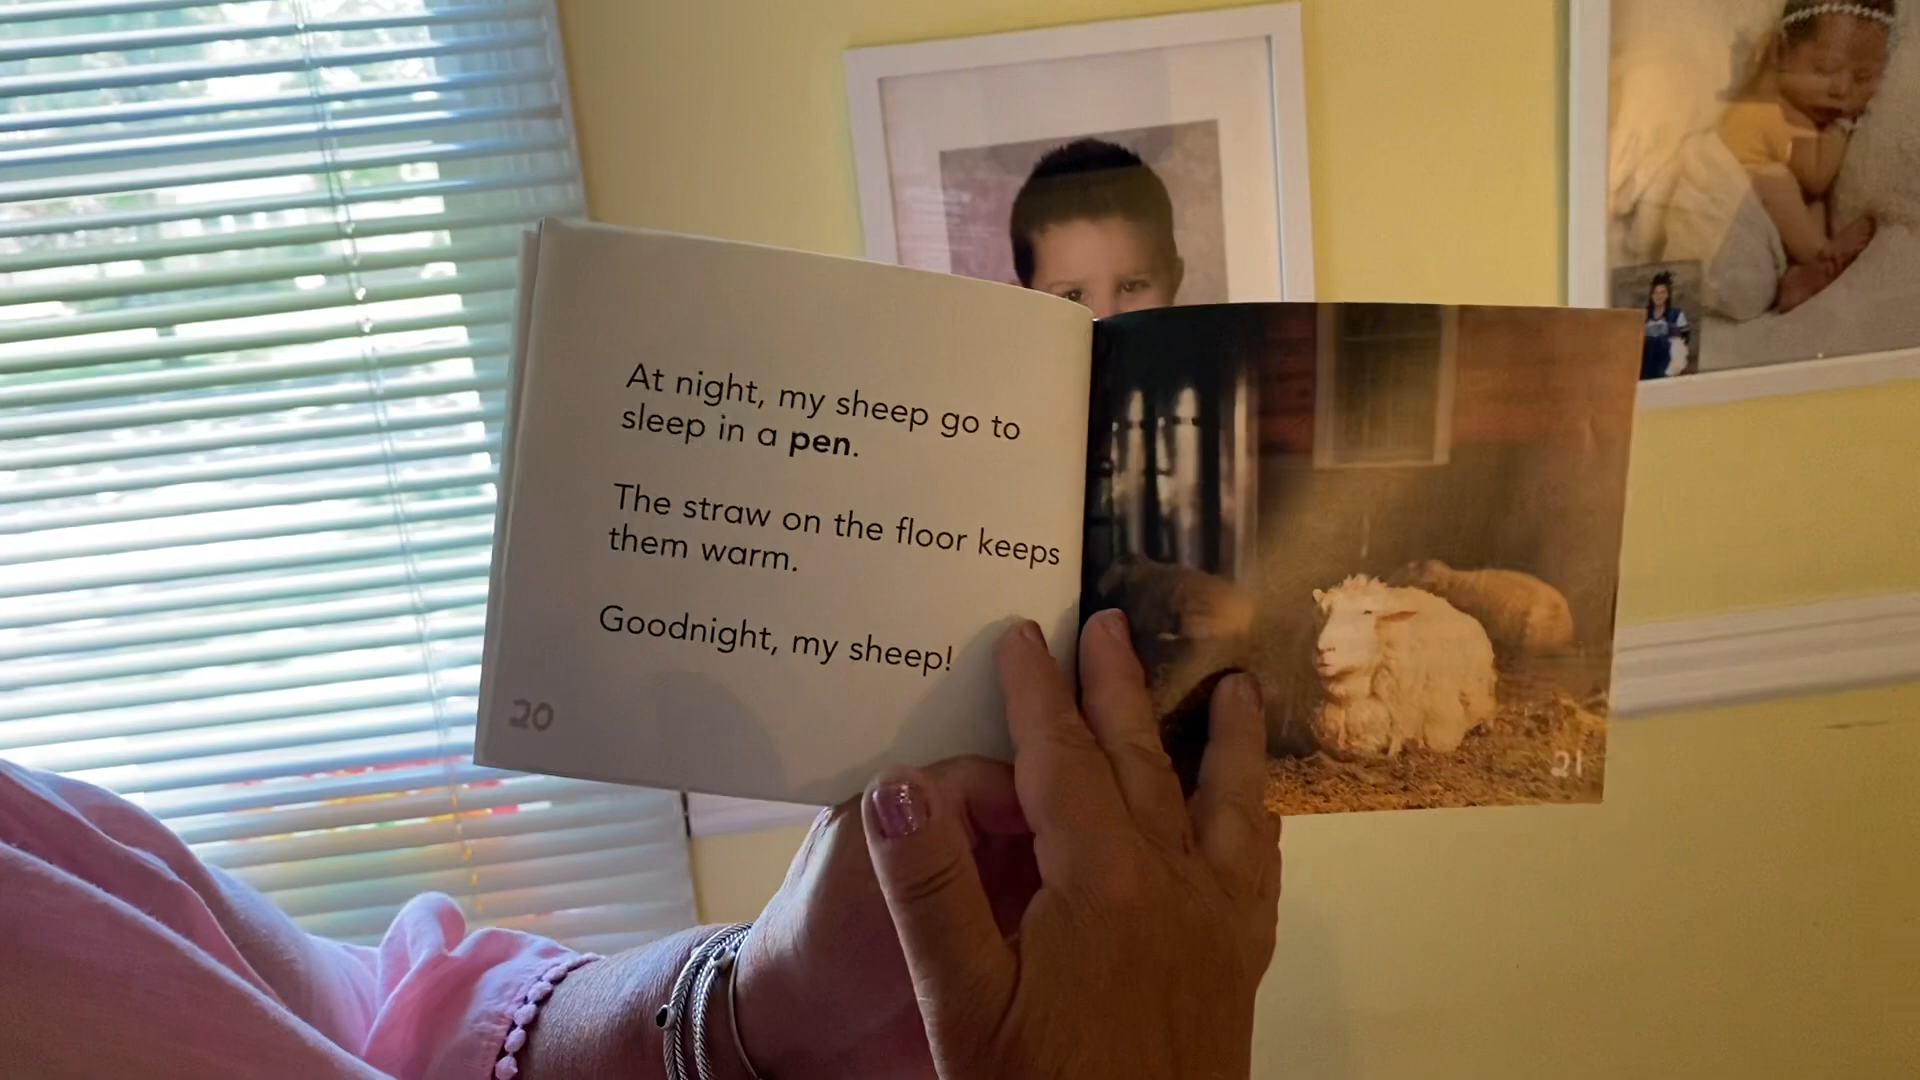 At night, my sheep go to
sleep in a pen.
The straw on the floor keeps
them warm.
Goodnight, my sheep!
20
21